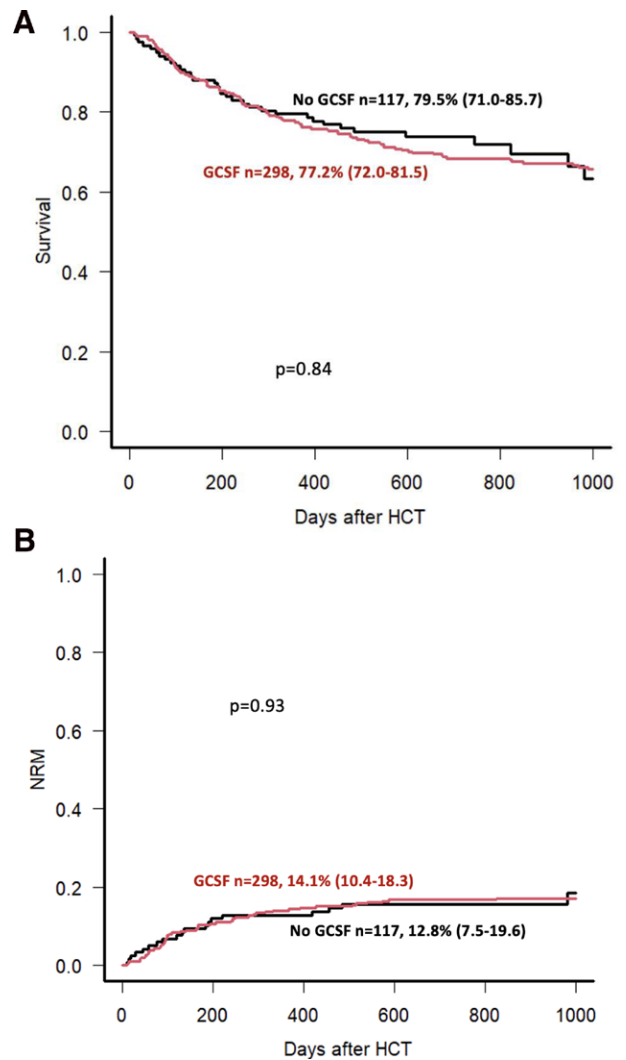 A
1.0
0.8
0.6
0.4
0.2
0.0
Survival
No GCSF n=117, 79.5% (71.0-85.7)
GCSF n=298, 77.2% (72.0-81.5)
p=0.84
0 200 400 600 800 1000
Days after HCT
B
1.0
0.8
0.6
0.4
0.2
0.0
NRM
p=0.93
GCSF n=298, 14.1% (10.4-18.3)
No GCSF n=117, 12.8% (7.5-19.6)
0 200 400 600 800 1000
Days after HCT